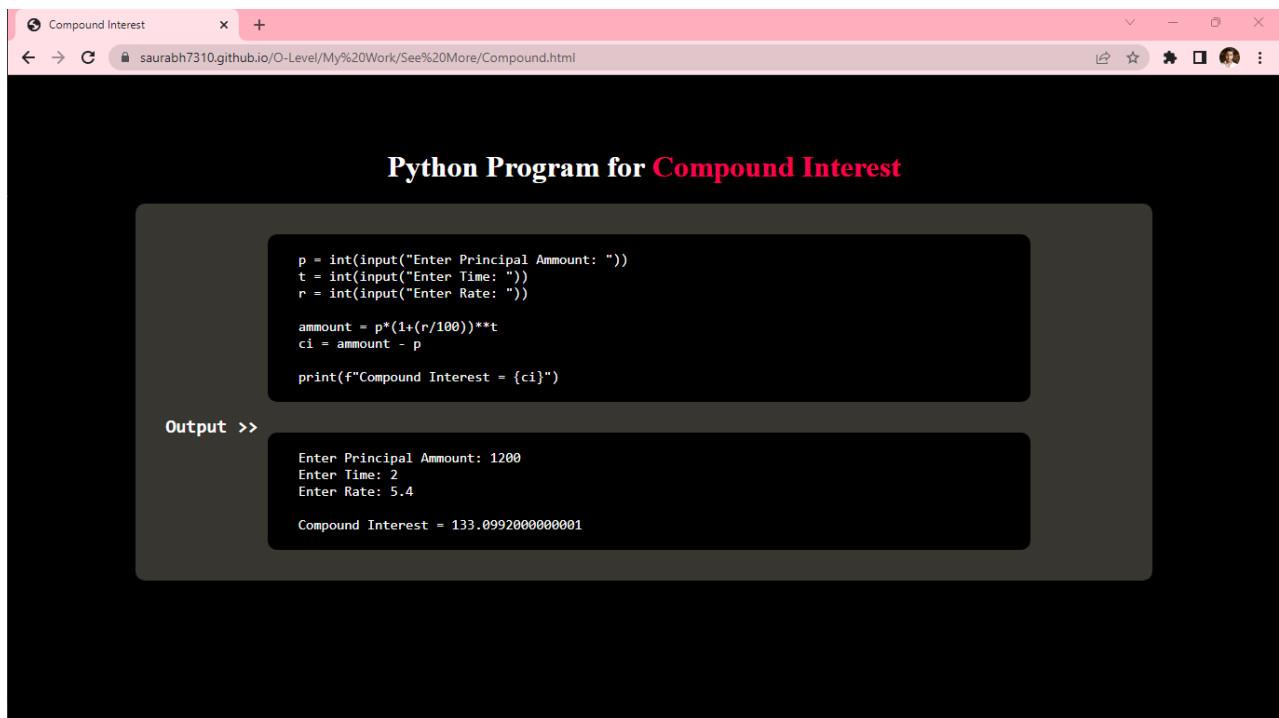 Compound Interest
saurabh7310.github.io/O-Level/My%20Work/See%20More/Compound.html
Python Program for Compound Interest
p = int(input("Enter Principal Ammount: "))
t = int(input("Enter Time: "))
r = int(input("Enter Rate: "))
ammount = p*(1+(r/100))**t
ci = ammount - p
print(f"Compound Interest = {ci}")
Output >>
Enter Principal Ammount: 1200
Enter Time: 2
Enter Rate: 5.4
Compound Interest = 133.0992000000001